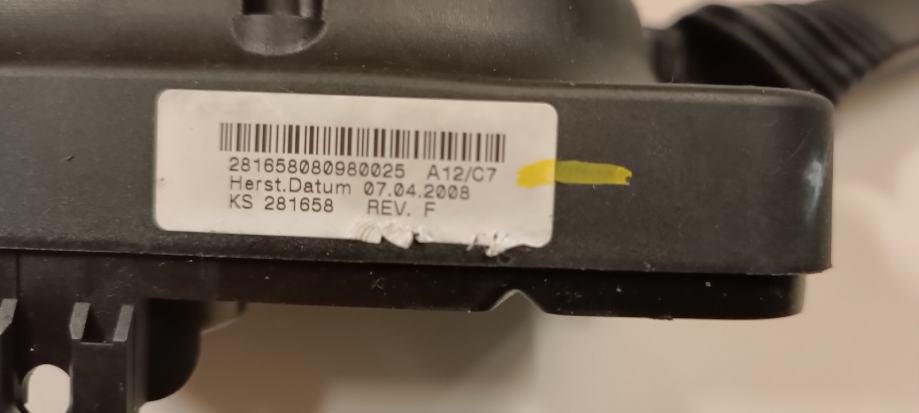 281658080980025 A12/C7
Herst.Datum 07.04.2008
KS 281658 REV. F